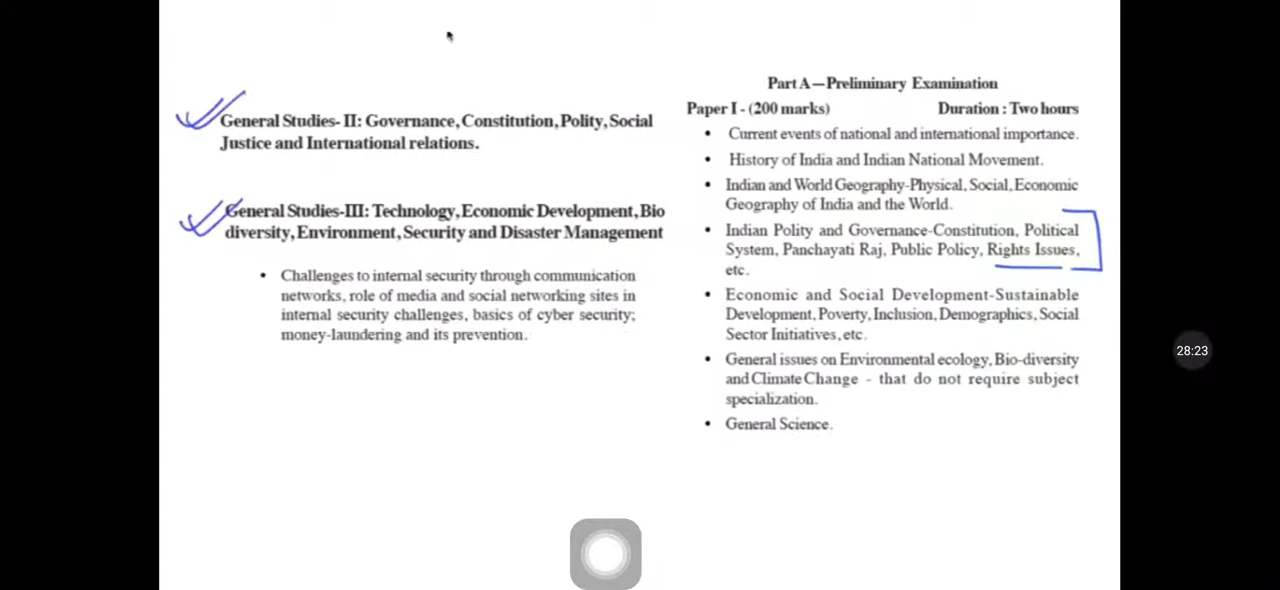 General Studies- II: Governance, Constitution, Polity, Social
Justice and International relations.
General Studies-III: Technology, Economic Development, Bio
diversity, Environment, Security and Disaster Management
• Challenges to internal security through communication
networks, role of media and social networking sites in
internal security challenges, basics of cyber security;
money-laundering and its prevention.
Part A—Preliminary Examination
Paper I - (200 marks) Duration : Two hours
• Current events of national and international importance.
• History of India and Indian National Movement.
• Indian and World Geography-Physical, Social, Economic
Geography of India and the World.
• Indian Polity and Governance-Constitution, Political
System, Panchayati Raj, Public Policy, Rights Issues,
etc.
• Economic and Social Development-Sustainable
Development, Poverty, Inclusion, Demographics, Social
Sector Initiatives, etc.
• General issues on Environmental ecology, Bio-diversity
and Climate Change - that do not require subject
specialization.
• General Science.
28:23